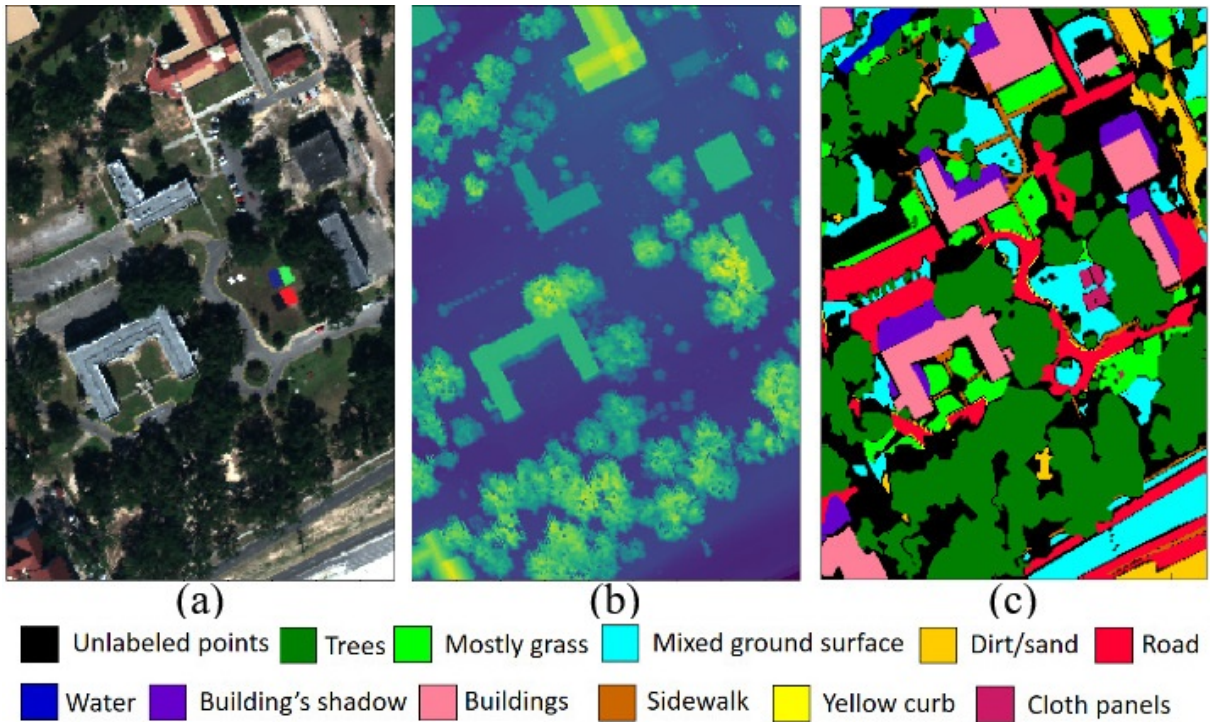 (a) (b) (c)
Unlabeled points Trees Mostly grass Mixed ground surface Dirt/sand Road
Water Building's shadow Buildings Sidewalk Yellow curb Cloth panels